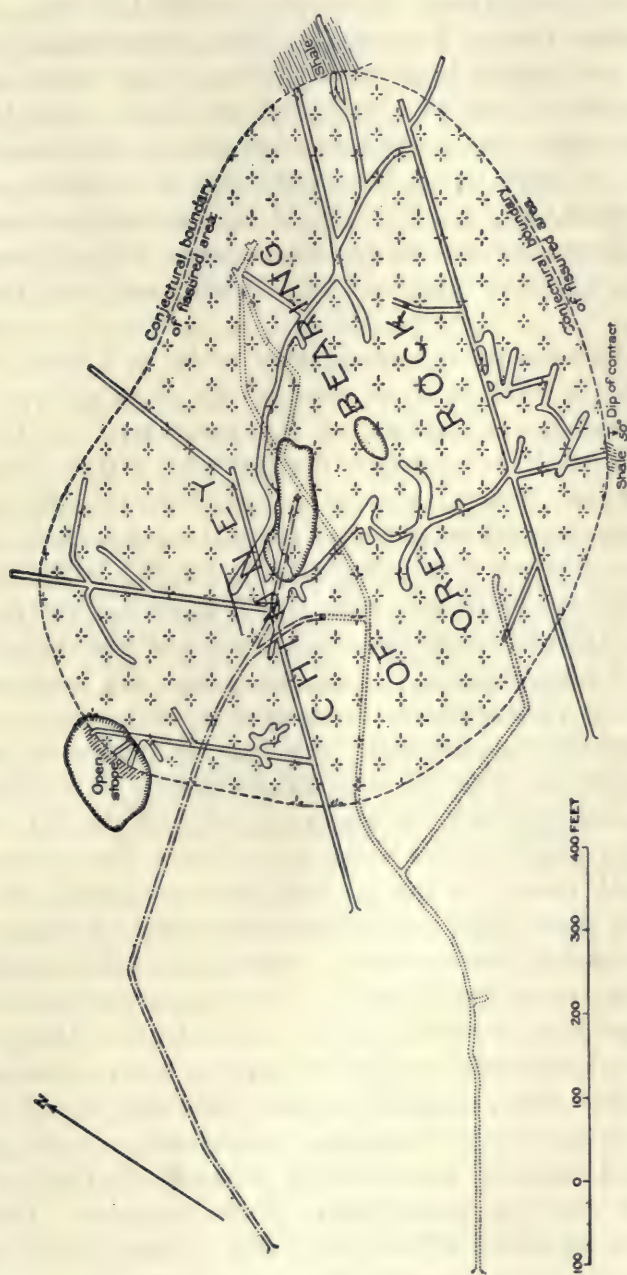 Shale
Conjectural boundary
of fissured area.
Conjectural boundary
of fissured area.
CHIMNEY
OF
ORE
BEARING
ROCK
Open
stope
Shale
50°
Dip of contact
N
100 0 100 200 300 400 FEET